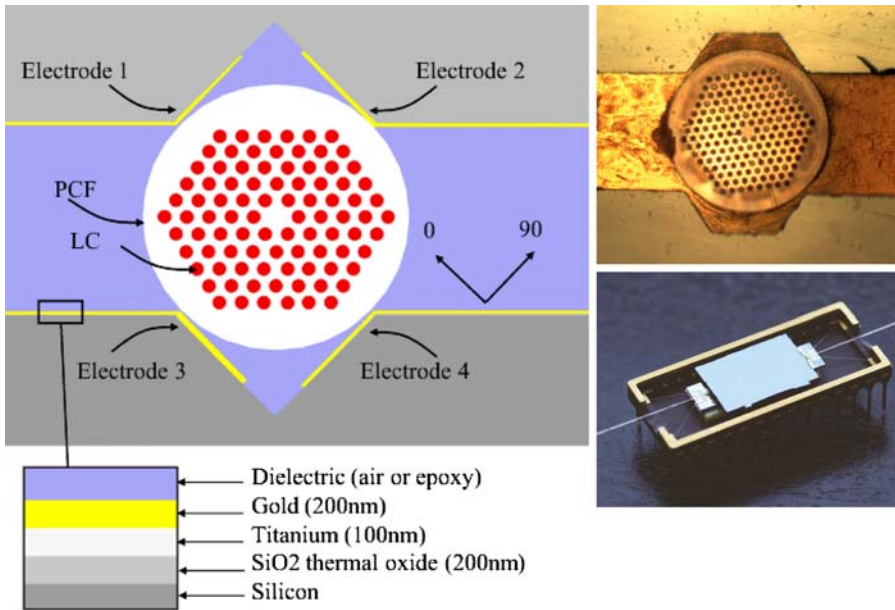 Electrode 1
Electrode 2
PCF
LC
0
90
Electrode 3
Electrode 4
Dielectric (air or epoxy)
Gold (200nm)
Titanium (100nm)
SiO2 thermal oxide (200nm)
Silicon